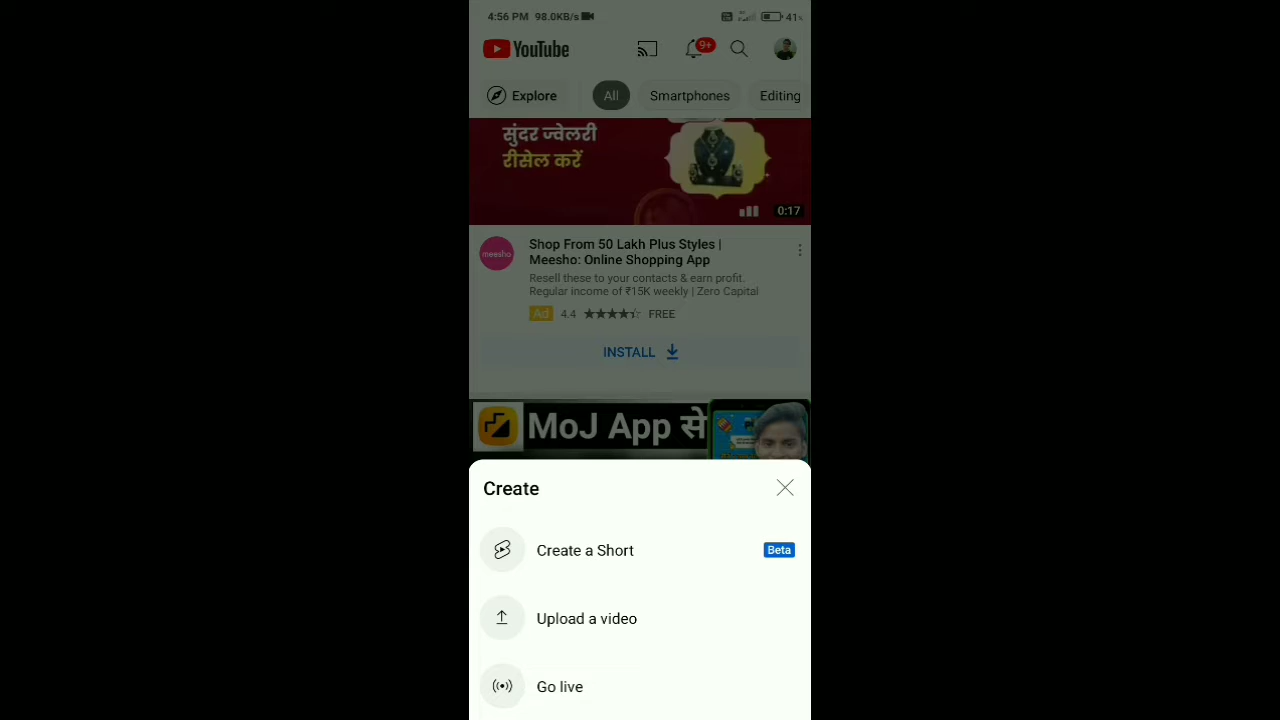 4:56 PM 98.0KB/s 41%
YouTube 9+
Explore All Smartphones Editing
सुंदर ज्वेलरी
रीसेल करें
0:17
meesho
Shop From 50 Lakh Plus Styles |
Meesho: Online Shopping App
Resell these to your contacts & earn profit.
Regular income of ₹15K weekly | Zero Capital
Ad 4.4 ★★★★☆ FREE
INSTALL
MoJ App से
Create
Create a Short Beta
Upload a video
Go live